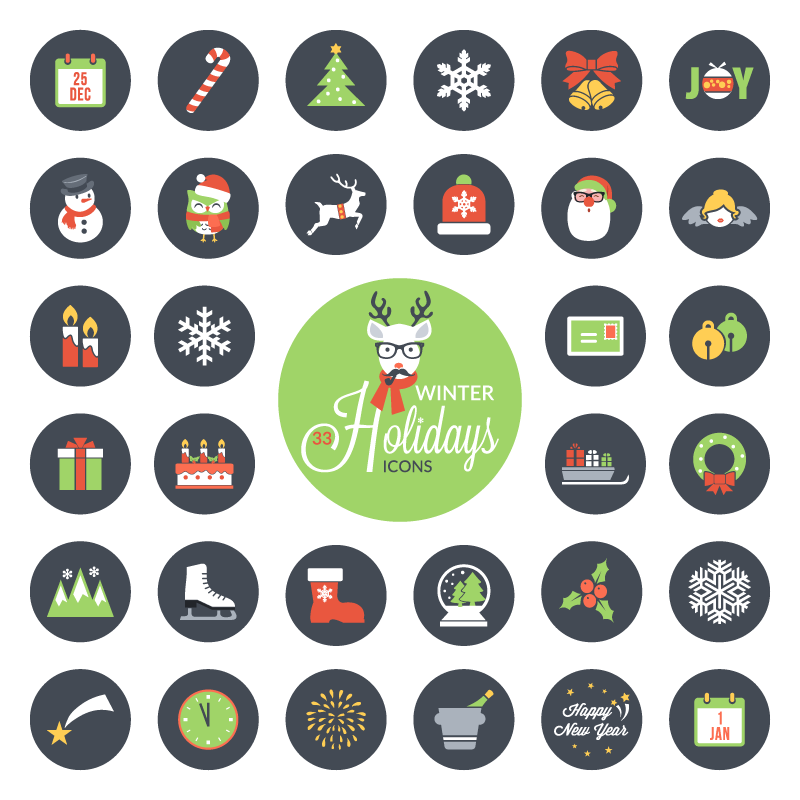 25
DEC
JOY
WINTER
33 Holidays
ICONS
Happy
New Year
1
JAN